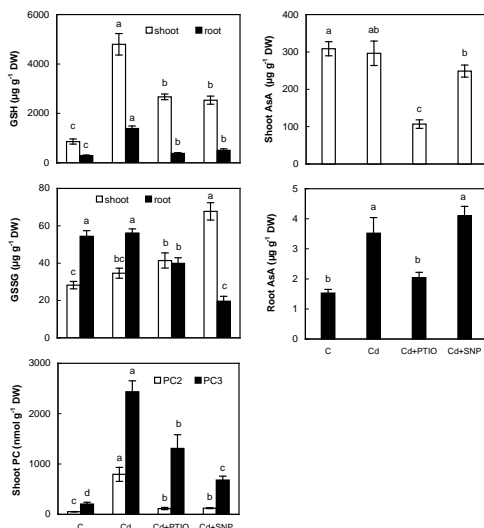 6000
4000
2000
0
GSH (µg g-1 DW)
shoot
root
c
c
a
a
b
b
b
b
400
300
200
100
0
Shoot AsA (µg g-1 DW)
a
ab
c
b
80
60
40
20
0
GSSG (µg g-1 DW)
shoot
root
c
a
bc
a
b
b
a
c
5
4
3
2
1
0
Root AsA (µg g-1 DW)
b
a
b
a
C
Cd
Cd+PTIO
Cd+SNP
3000
2000
1000
0
Shoot PC (nmol g-1 DW)
PC2
PC3
c
d
a
a
b
b
b
c
C
Cd
Cd+PTIO
Cd+SNP